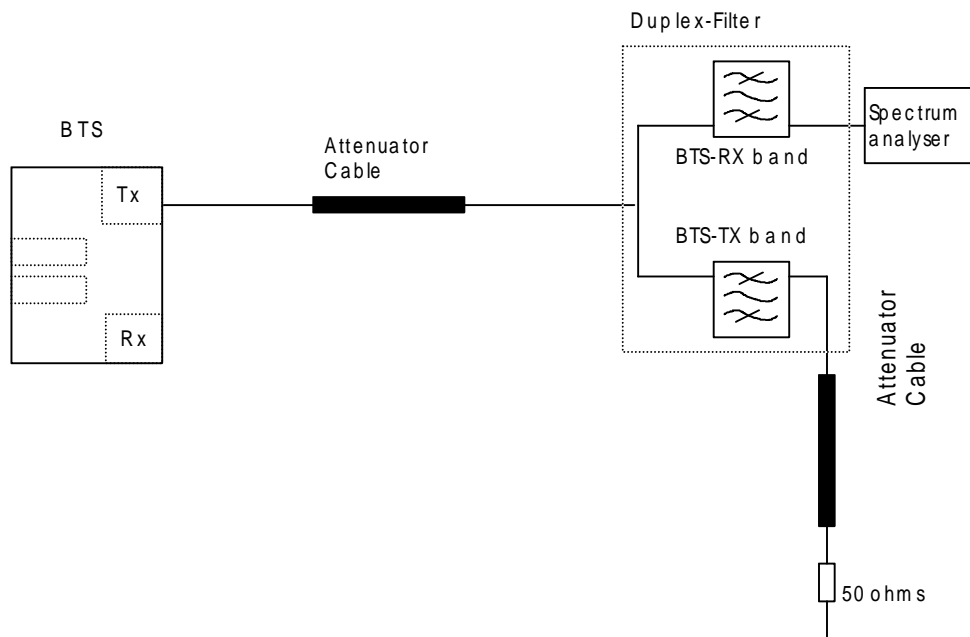 Duplex-Filter
BTS
Tx
Rx
Attenuator
Cable
BTS-RX band
BTS-TX band
Spectrum
analyser
Attenuator
Cable
50 ohms